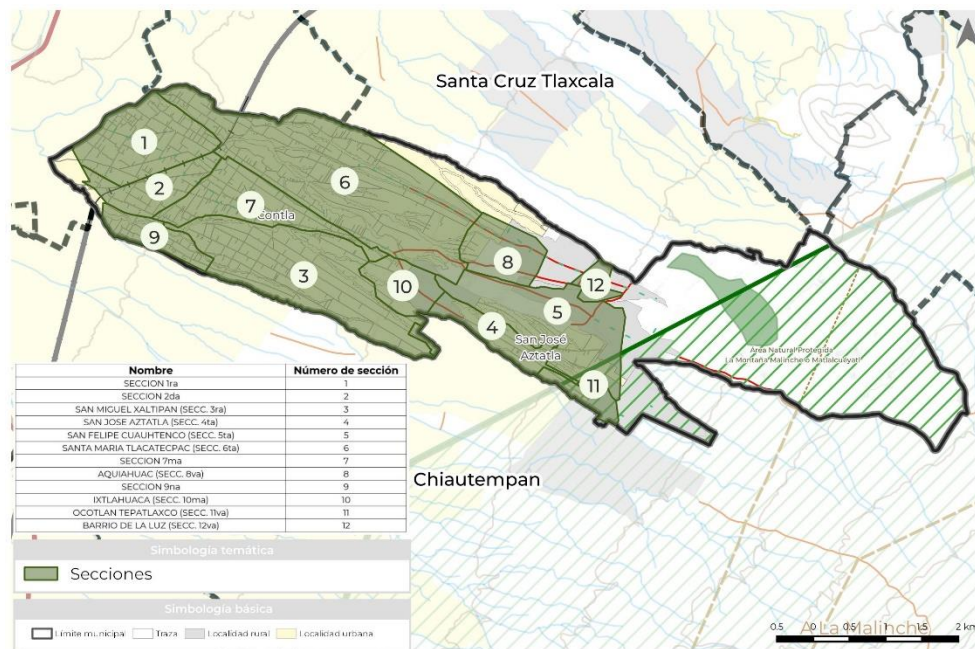 Santa Cruz Tlaxcala
1
2
6
7
Contla
9
8
3
10
12
5
4
San José
Aztatla
11
Área Natural Protegida
La Montaña Malinche o Matlalcuéyatl
Chiautempan
Nombre Número de sección
SECCION 1ra 1
SECCION 2da 2
SAN MIGUEL XALTIPAN (SECC. 3ra) 3
SAN JOSE AZTATLA (SECC. 4ta) 4
SAN FELIPE CUAUHTENCO (SECC. 5ta) 5
SANTA MARIA TLACATECPAC (SECC. 6ta) 6
SECCION 7ma 7
AQUIAHUAC (SECC. 8va) 8
SECCION 9na 9
IXTLAHUACA (SECC. 10ma) 10
OCOTLAN TEPATLAXCO (SECC. 11va) 11
BARRIO DE LA LUZ (SECC. 12va) 12
Simbología temática
Secciones
Simbología básica
Límite municipal Traza Localidad rural Localidad urbana
A La Malinche
0.5 0 0.5 1 1.5 2 km